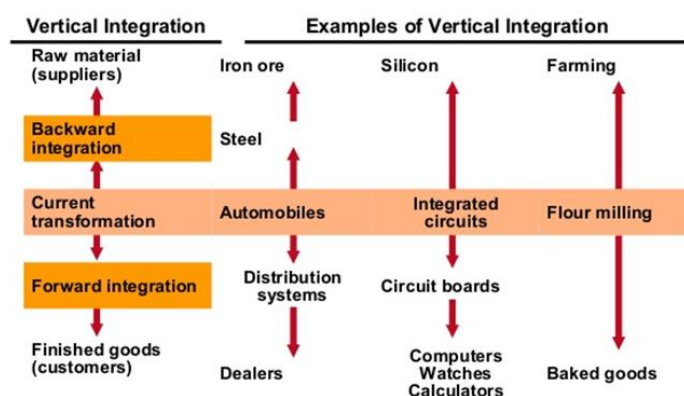 Vertical Integration
Examples of Vertical Integration
Raw material
(suppliers)
Iron ore
Silicon
Farming
Backward
integration
Steel
Current
transformation
Automobiles
Integrated
circuits
Flour milling
Forward integration
Distribution
systems
Circuit boards
Finished goods
(customers)
Dealers
Computers
Watches
Calculators
Baked goods